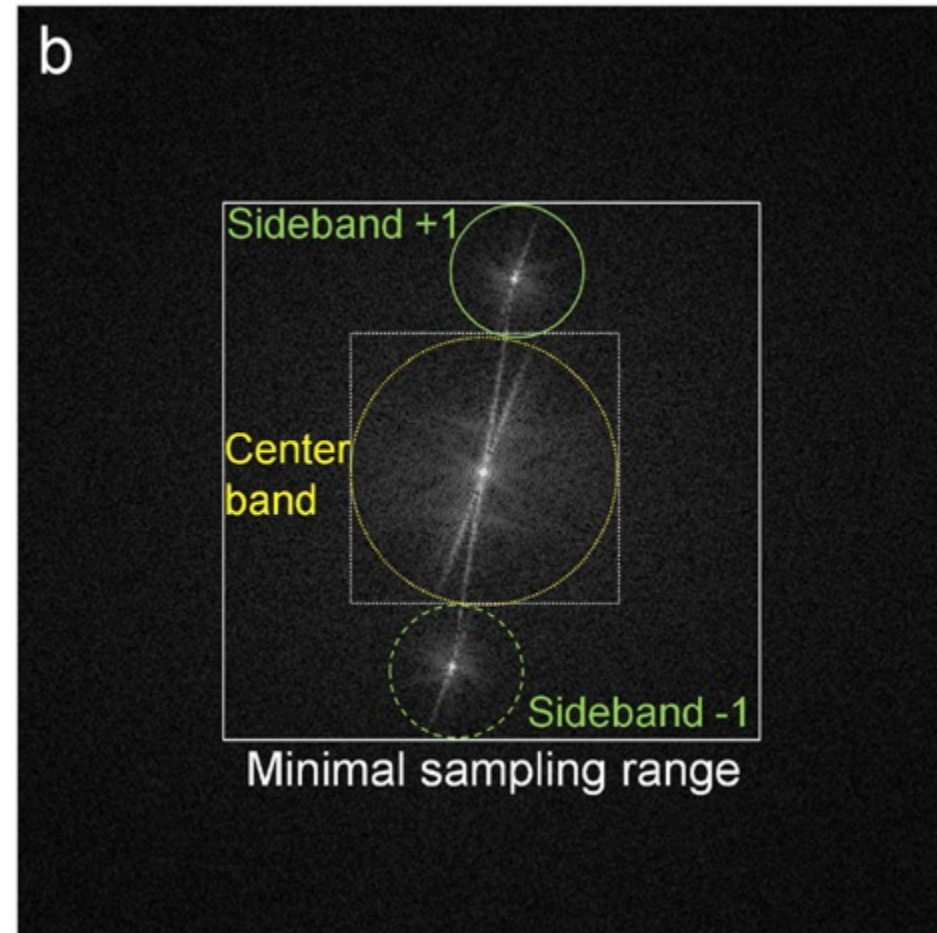 b
Sideband +1
Center
band
Sideband -1
Minimal sampling range